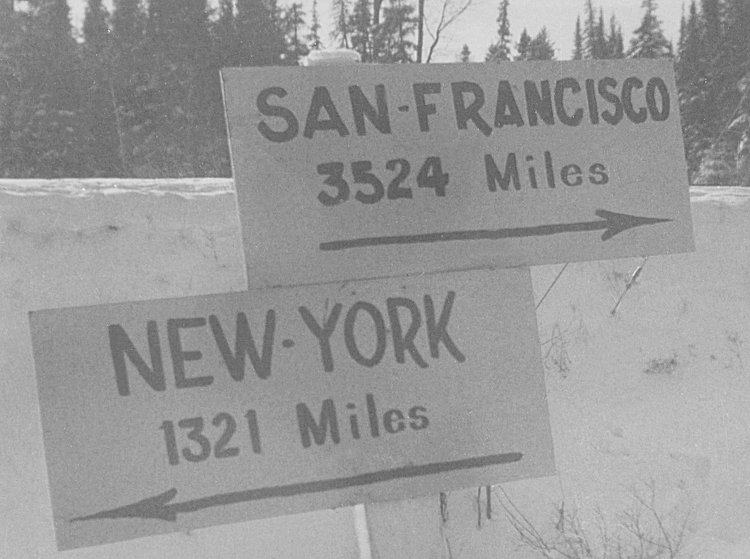 SAN-FRANCISCO
3524 Miles
NEW-YORK
1321 Miles